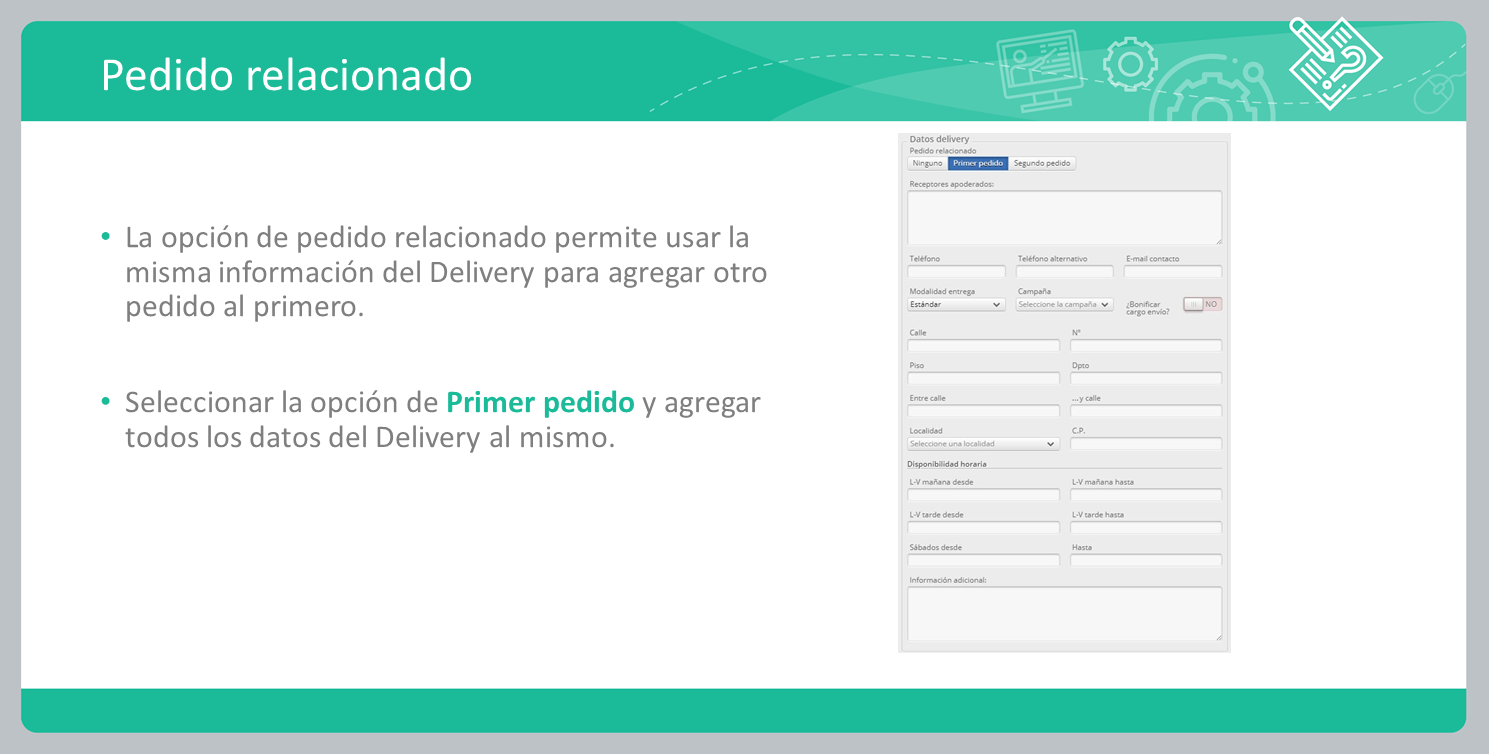 Pedido relacionado
• La opción de pedido relacionado permite usar la
misma información del Delivery para agregar otro
pedido al primero.
• Seleccionar la opción de Primer pedido y agregar
todos los datos del Delivery al mismo.
Datos delivery
Pedido relacionado
Ninguno Primer pedido Segundo pedido
Receptores apoderados:
Teléfono Teléfono alternativo E-mail contacto
Modalidad entrega Campaña
Estándar Seleccione la campaña ¿Bonificar
cargo envío? NO
Calle Nº
Piso Dpto
Entre calle ... y calle
Localidad C.P.
Seleccione una localidad
Disponibilidad horaria
L-V mañana desde L-V mañana hasta
L-V tarde desde L-V tarde hasta
Sábados desde Hasta
Información adicional: